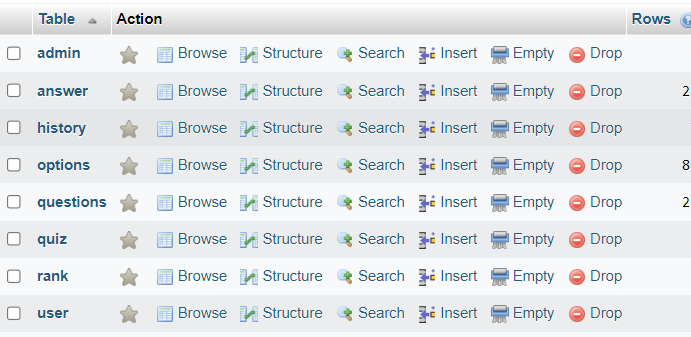 Table Action Rows
admin Browse Structure Search Insert Empty Drop
answer Browse Structure Search Insert Empty Drop 2
history Browse Structure Search Insert Empty Drop
options Browse Structure Search Insert Empty Drop 8
questions Browse Structure Search Insert Empty Drop 2
quiz Browse Structure Search Insert Empty Drop
rank Browse Structure Search Insert Empty Drop
user Browse Structure Search Insert Empty Drop